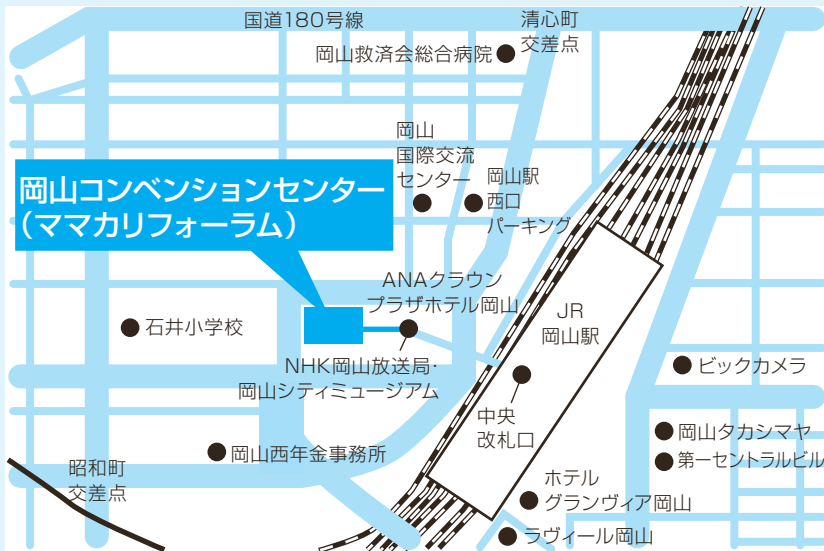 国道180号線
清心町
交差点
岡山救済会総合病院
岡山
国際交流
センター
岡山駅
西口
パーキング
岡山コンベンションセンター
（ママカリフォーラム）
ANAクラウン
プラザホテル岡山
JR
岡山駅
石井小学校
NHK岡山放送局・
岡山シティミュージアム
ビックカメラ
中央
改札口
岡山タカシマヤ
岡山西年金事務所
第一セントラルビル
昭和町
交差点
ホテル
グランヴィア岡山
ラヴィール岡山